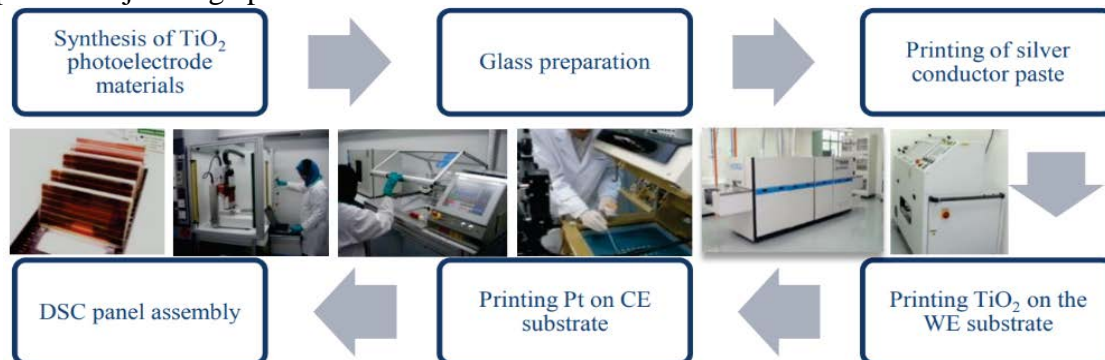 Synthesis of TiO₂
photoelectrode
materials
Glass preparation
Printing of silver
conductor paste
Printing TiO₂ on the
WE substrate
Printing Pt on CE
substrate
DSC panel assembly